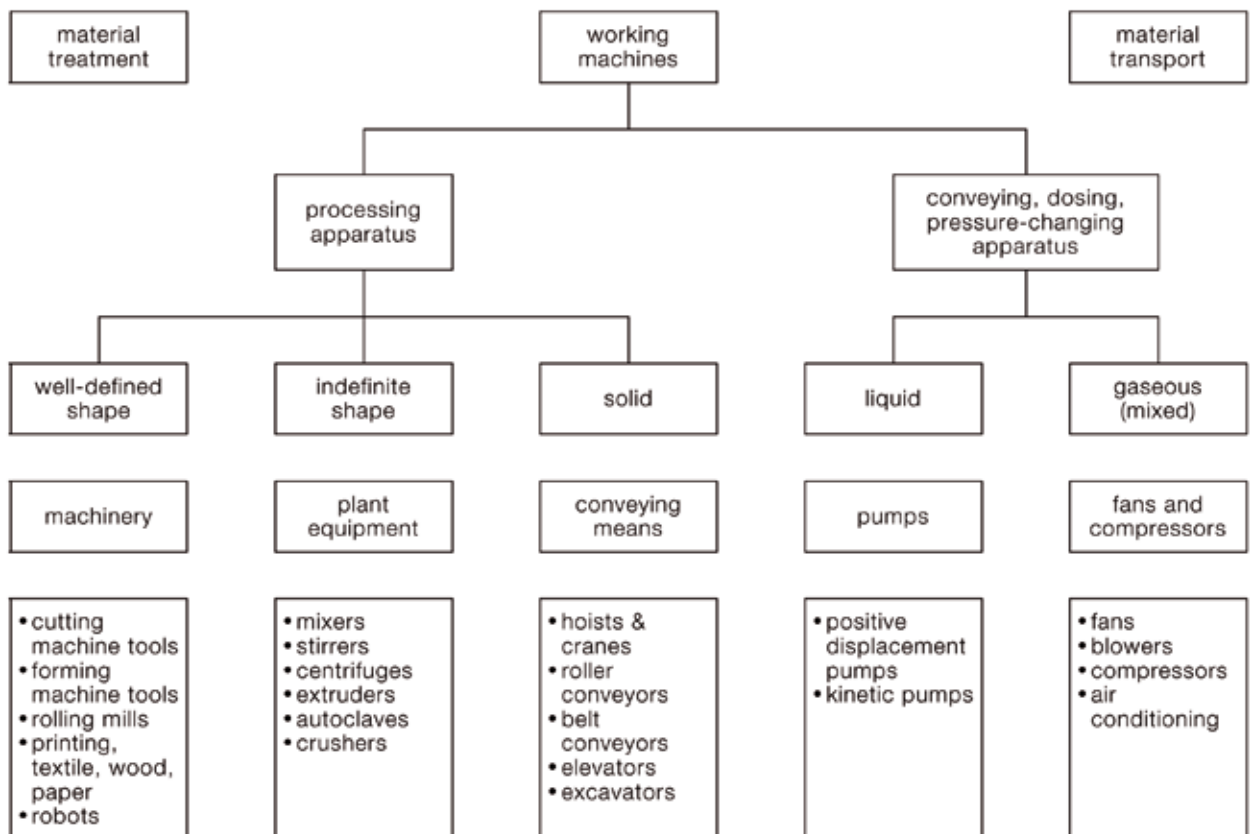 material
treatment
working
machines
material
transport
processing
apparatus
conveying, dosing,
pressure-changing
apparatus
well-defined
shape
indefinite
shape
solid
liquid
gaseous
(mixed)
machinery
plant
equipment
conveying
means
pumps
fans and
compressors
• cutting
machine tools
• forming
machine tools
• rolling mills
• printing,
textile, wood,
paper
• robots
• mixers
• stirrers
• centrifuges
• extruders
• autoclaves
• crushers
• hoists &
cranes
• roller
conveyors
• belt
conveyors
• elevators
• excavators
• positive
displacement
pumps
• kinetic pumps
• fans
• blowers
• compressors
• air
conditioning